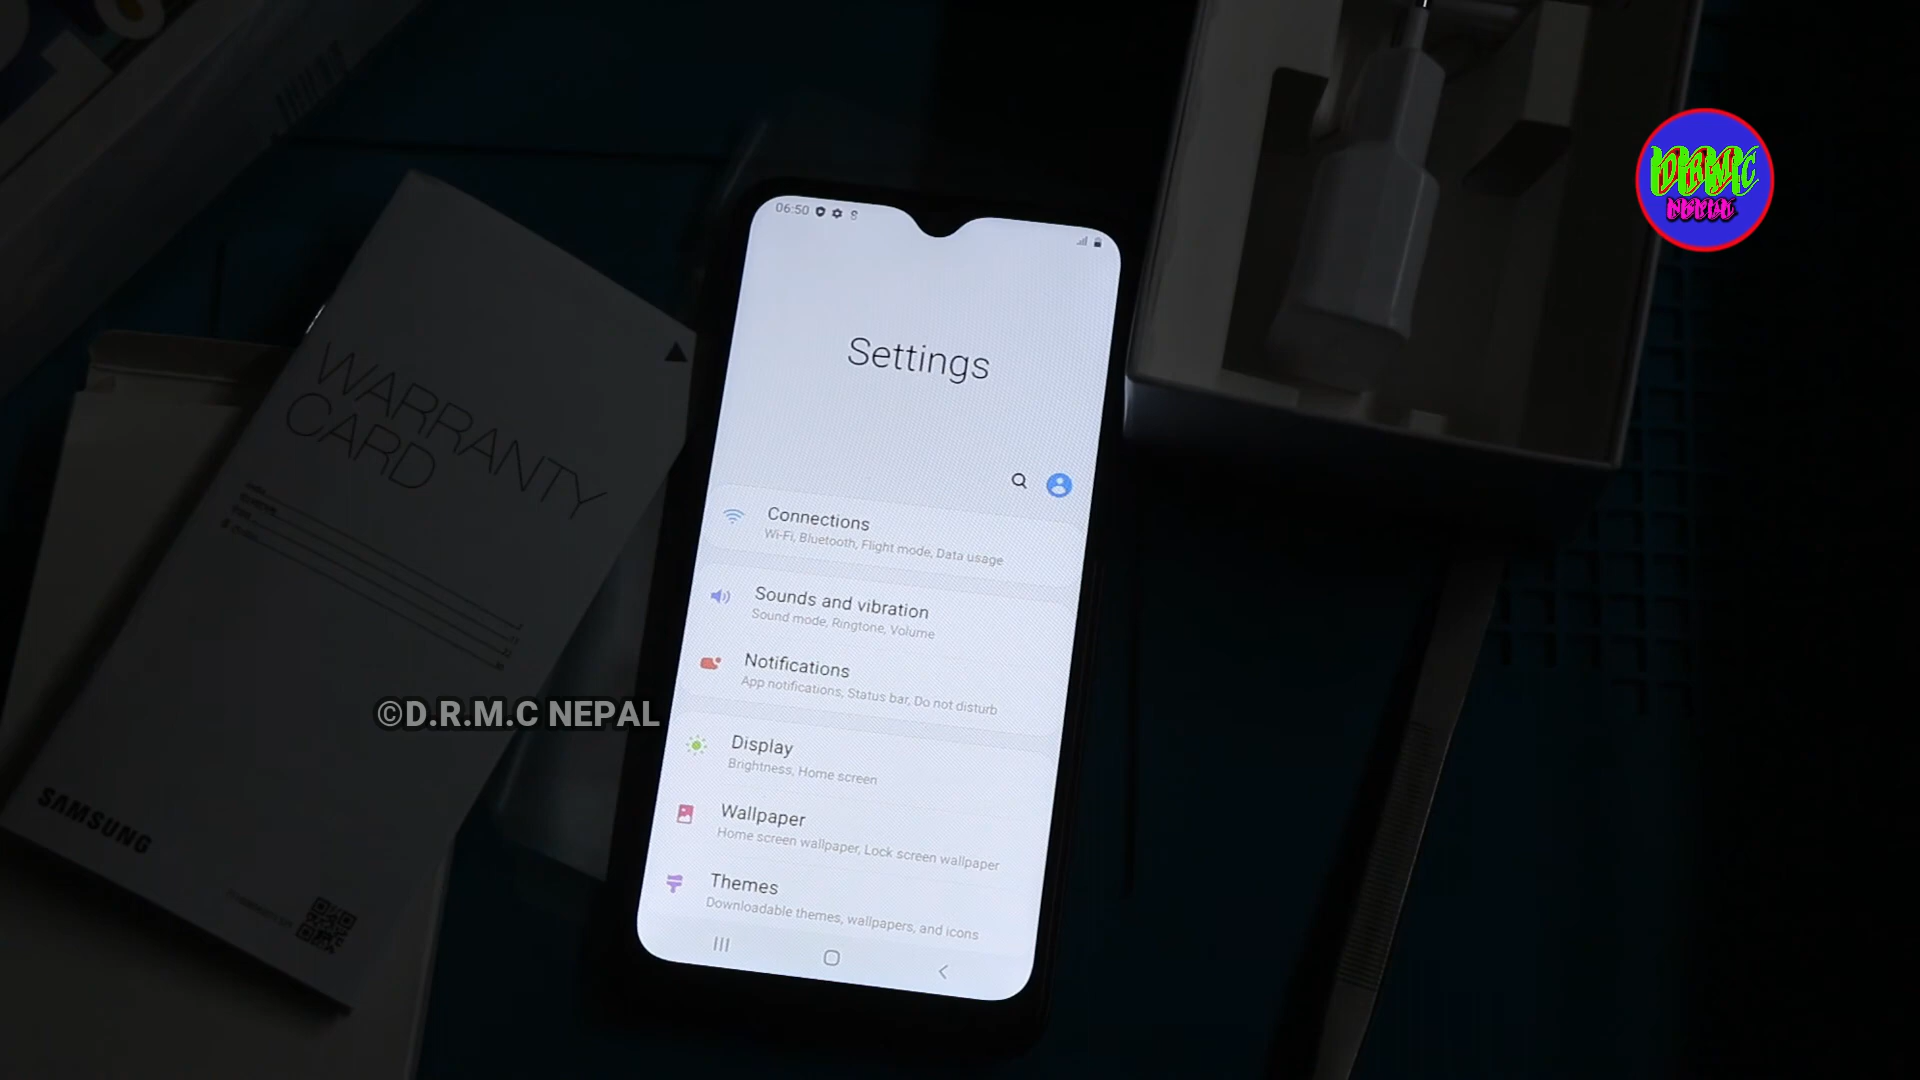 06:50
Settings
Connections
Wi-Fi, Bluetooth, Flight mode, Data usage
Sounds and vibration
Sound mode, Ringtone, Volume
Notifications
App notifications, Status bar, Do not disturb
Display
Brightness, Home screen
Wallpaper
Home screen wallpaper, Lock screen wallpaper
Themes
Downloadable themes, wallpapers, and icons
WARRANTY
CARD
SAMSUNG
©D.R.M.C NEPAL
DRMC
NEPAL